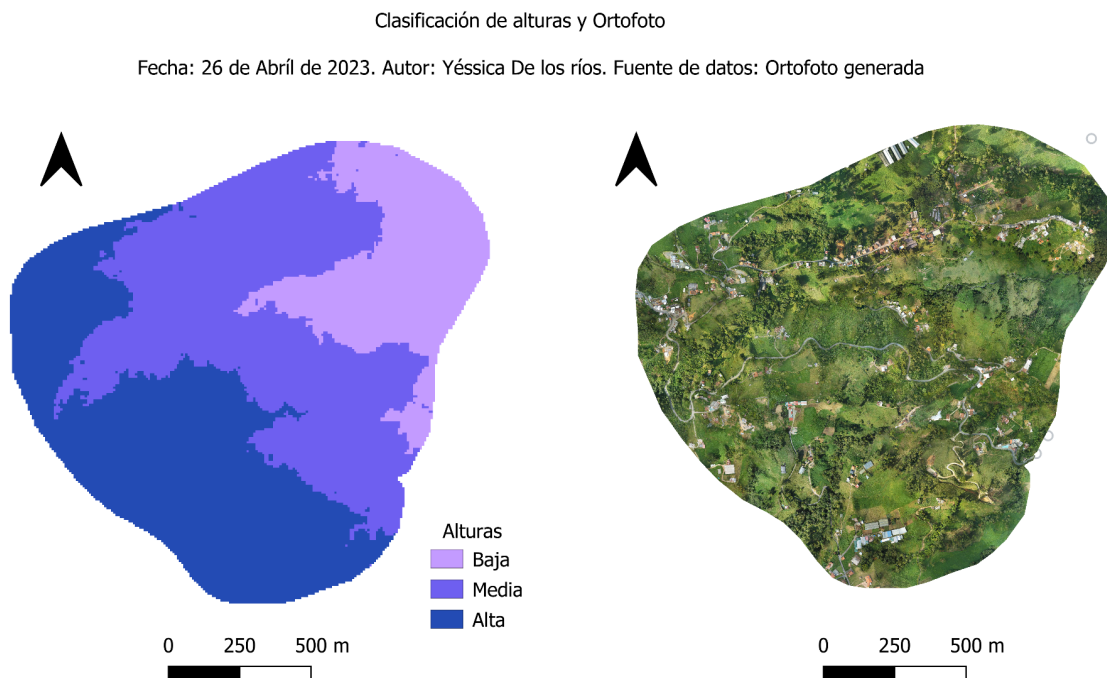 Clasificación de alturas y Ortofoto
Fecha: 26 de Abríl de 2023. Autor: Yéssica De los ríos. Fuente de datos: Ortofoto generada
Alturas
Baja
Media
Alta
0 250 500 m
0 250 500 m